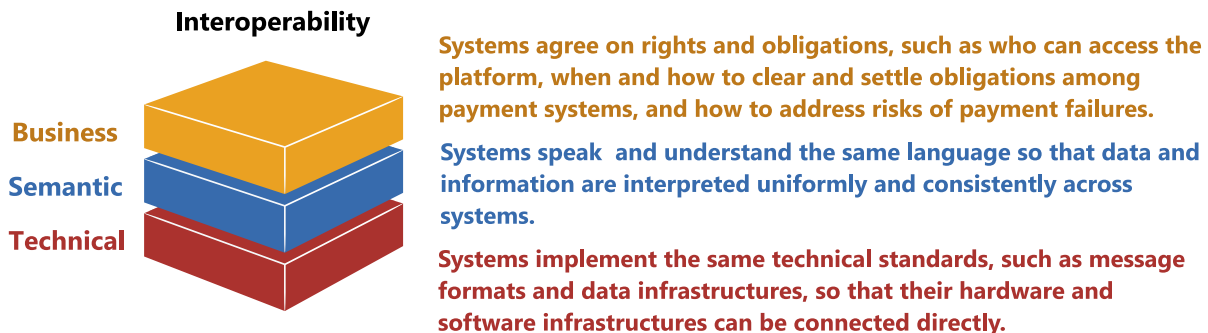 Interoperability
Business
Systems agree on rights and obligations, such as who can access the
platform, when and how to clear and settle obligations among
payment systems, and how to address risks of payment failures.
Semantic
Systems speak and understand the same language so that data and
information are interpreted uniformly and consistently across
systems.
Technical
Systems implement the same technical standards, such as message
formats and data infrastructures, so that their hardware and
software infrastructures can be connected directly.